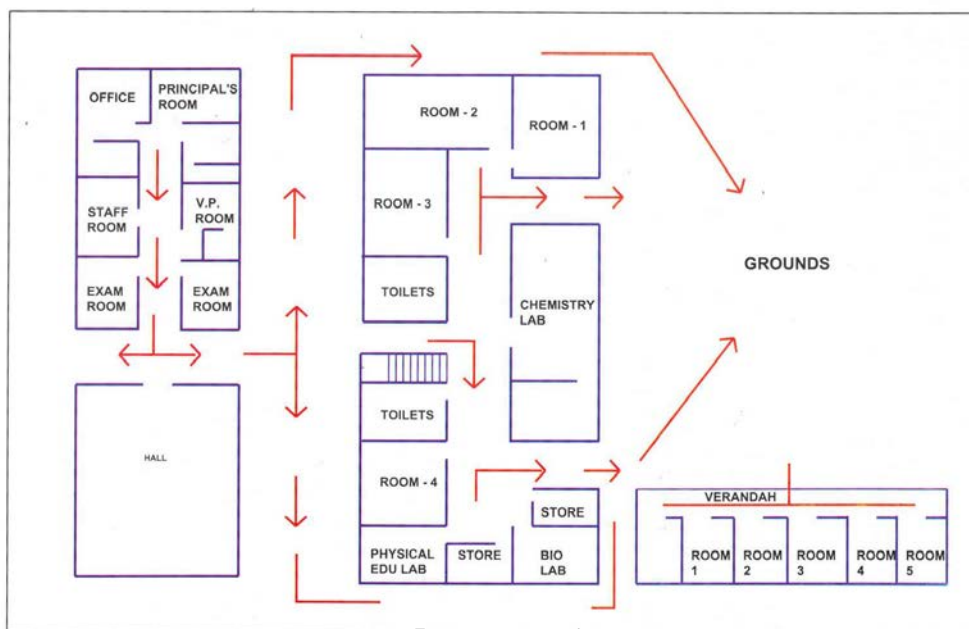 OFFICE
PRINCIPAL'S
ROOM
STAFF
ROOM
V.P.
ROOM
EXAM
ROOM
EXAM
ROOM
HALL
ROOM - 2
ROOM - 1
ROOM - 3
TOILETS
CHEMISTRY
LAB
TOILETS
ROOM - 4
STORE
PHYSICAL
EDU LAB
STORE
BIO
LAB
GROUNDS
VERANDAH
ROOM
1
ROOM
2
ROOM
3
ROOM
4
ROOM
5